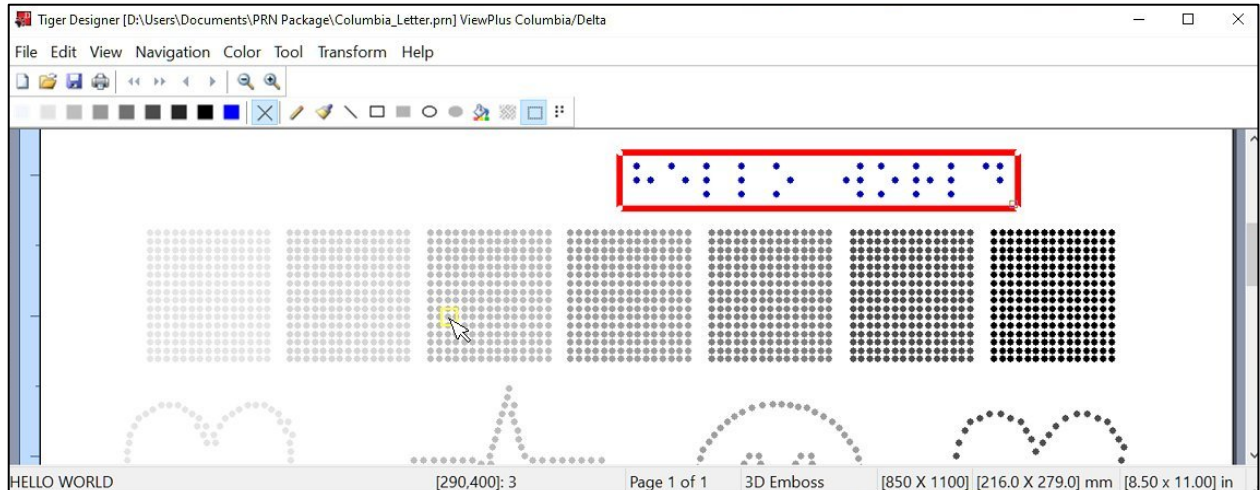 Tiger Designer [D:\Users\Documents\PRN Package\Columbia_Letter.prn] ViewPlus Columbia/Delta
File Edit View Navigation Color Tool Transform Help
⠓⠑⠇⠇⠕ ⠺⠕⠗⠇⠙
HELLO WORLD [290,400]: 3 Page 1 of 1 3D Emboss [850 X 1100] [216.0 X 279.0] mm [8.50 x 11.00] in